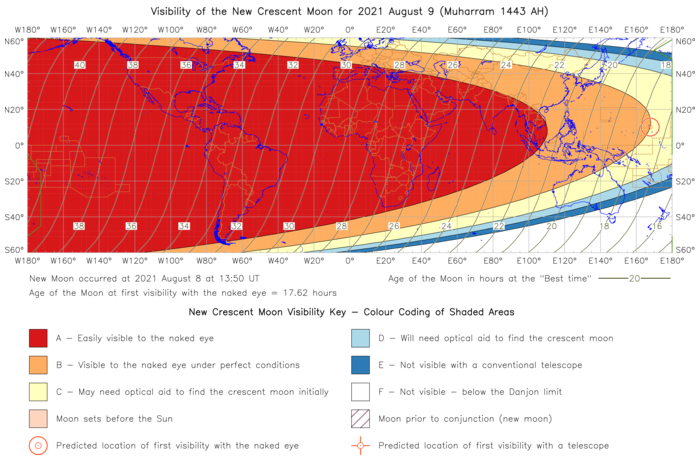 Visibility of the New Crescent Moon for 2021 August 9 (Muharram 1443 AH)
W180° W160° W140° W120° W100° W80° W60° W40° W20° 0° E20° E40° E60° E80° E100° E120° E140° E160° E180°
N60° N60°
40 38 36 34 32 30 28 26 24 22 20 18
N40° N40°
N20° N20°
0° 0°
S20° S20°
S40° S40°
38 36 34 32 30 28 26 24 22 20 18 16
S60° S60°
W180° W160° W140° W120° W100° W80° W60° W40° W20° 0° E20° E40° E60° E80° E100° E120° E140° E160° E180°
New Moon occurred at 2021 August 8 at 13:50 UT
Age of the Moon in hours at the "Best time" 20
Age of the Moon at first visibility with the naked eye = 17.62 hours
New Crescent Moon Visibility Key – Colour Coding of Shaded Areas
A – Easily visible to the naked eye
D – Will need optical aid to find the crescent moon
B – Visible to the naked eye under perfect conditions
E – Not visible with a conventional telescope
C – May need optical aid to find the crescent moon initially
F – Not visible – below the Danjon limit
Moon sets before the Sun
Moon prior to conjunction (new moon)
Predicted location of first visibility with the naked eye
Predicted location of first visibility with a telescope